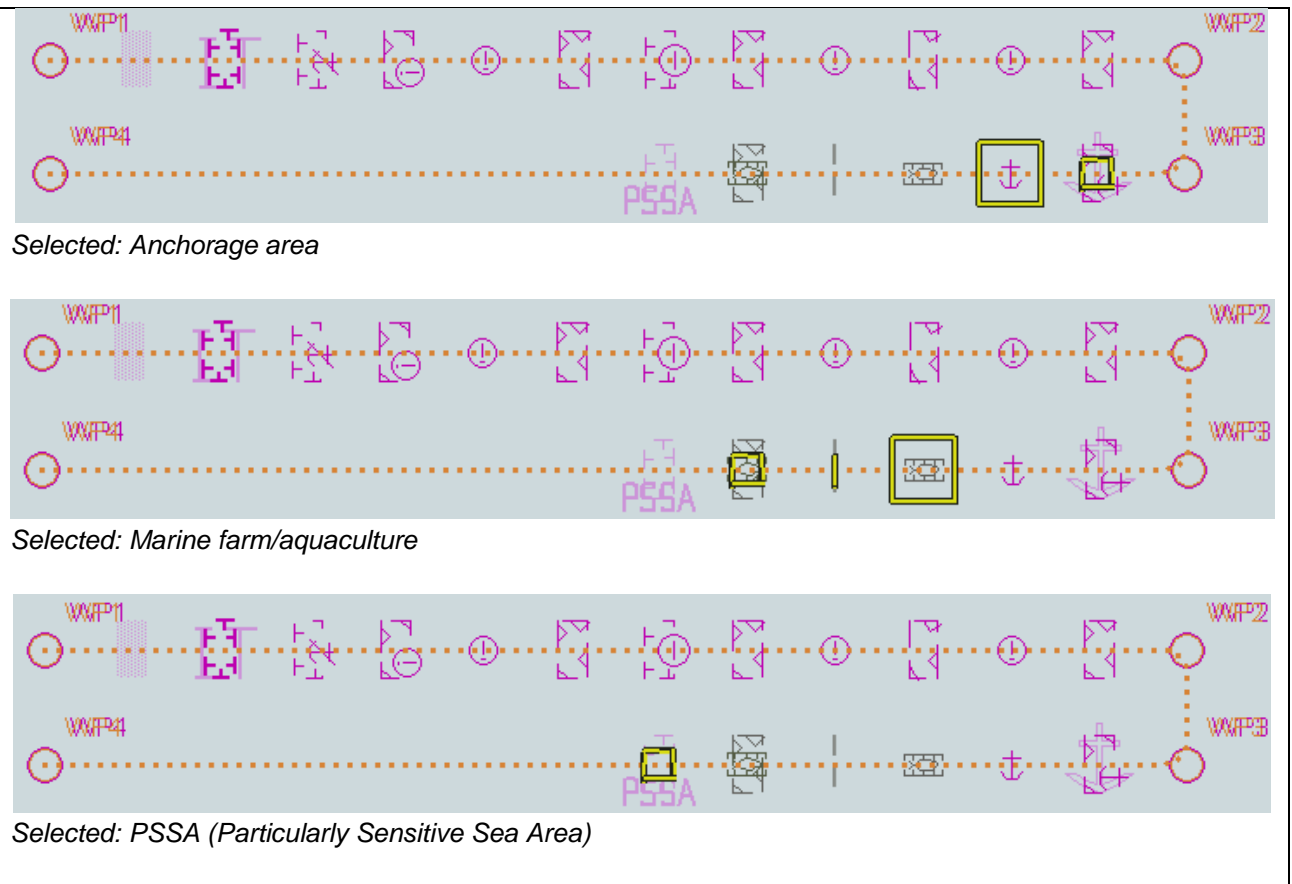 WP1 WP2
WP4 WP3
PSSA
Selected: Anchorage area
WP1 WP2
WP4 WP3
PSSA
Selected: Marine farm/aquaculture
WP1 WP2
WP4 WP3
PSSA
Selected: PSSA (Particularly Sensitive Sea Area)